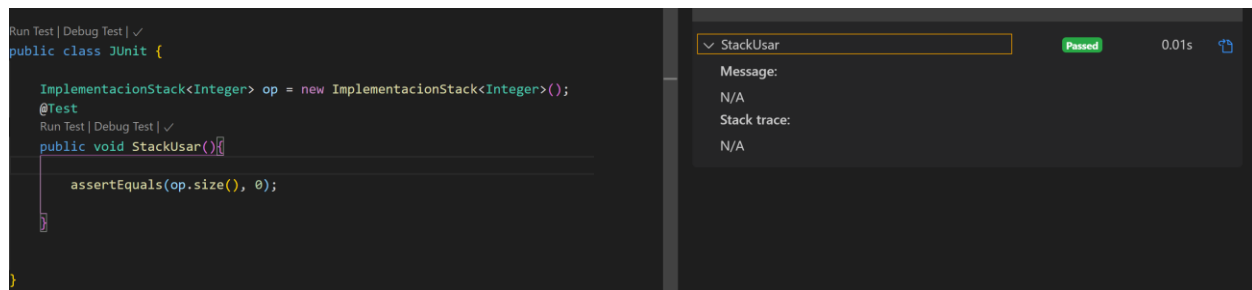 Run Test | Debug Test | ✓
public class JUnit {
ImplementacionStack<Integer> op = new ImplementacionStack<Integer>();
@Test
Run Test | Debug Test | ✓
public void StackUsar(){
assertEquals(op.size(), 0);
}
}
StackUsar Passed 0.01s
Message:
N/A
Stack trace:
N/A